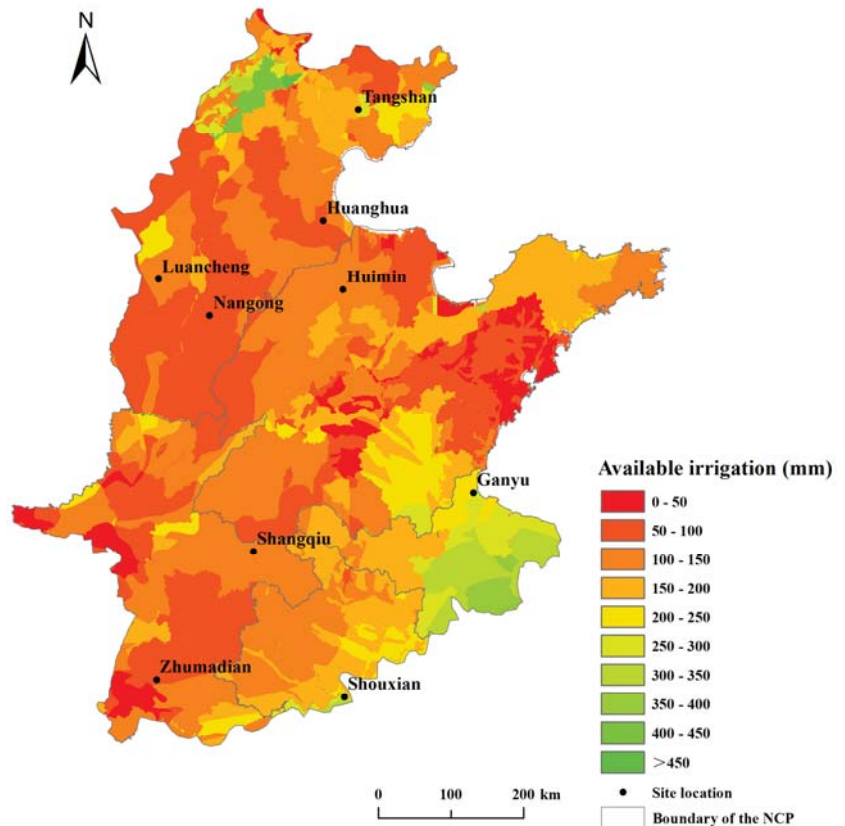 N
Tangshan
Huanghua
Luancheng
Huimin
Nangong
Available irrigation (mm)
Ganyu
0 - 50
50 - 100
Shangqiu
100 - 150
150 - 200
200 - 250
250 - 300
Zhumadian
300 - 350
Shouxian
350 - 400
400 - 450
>450
Site location
0 50 100 200 km
Boundary of the NCP